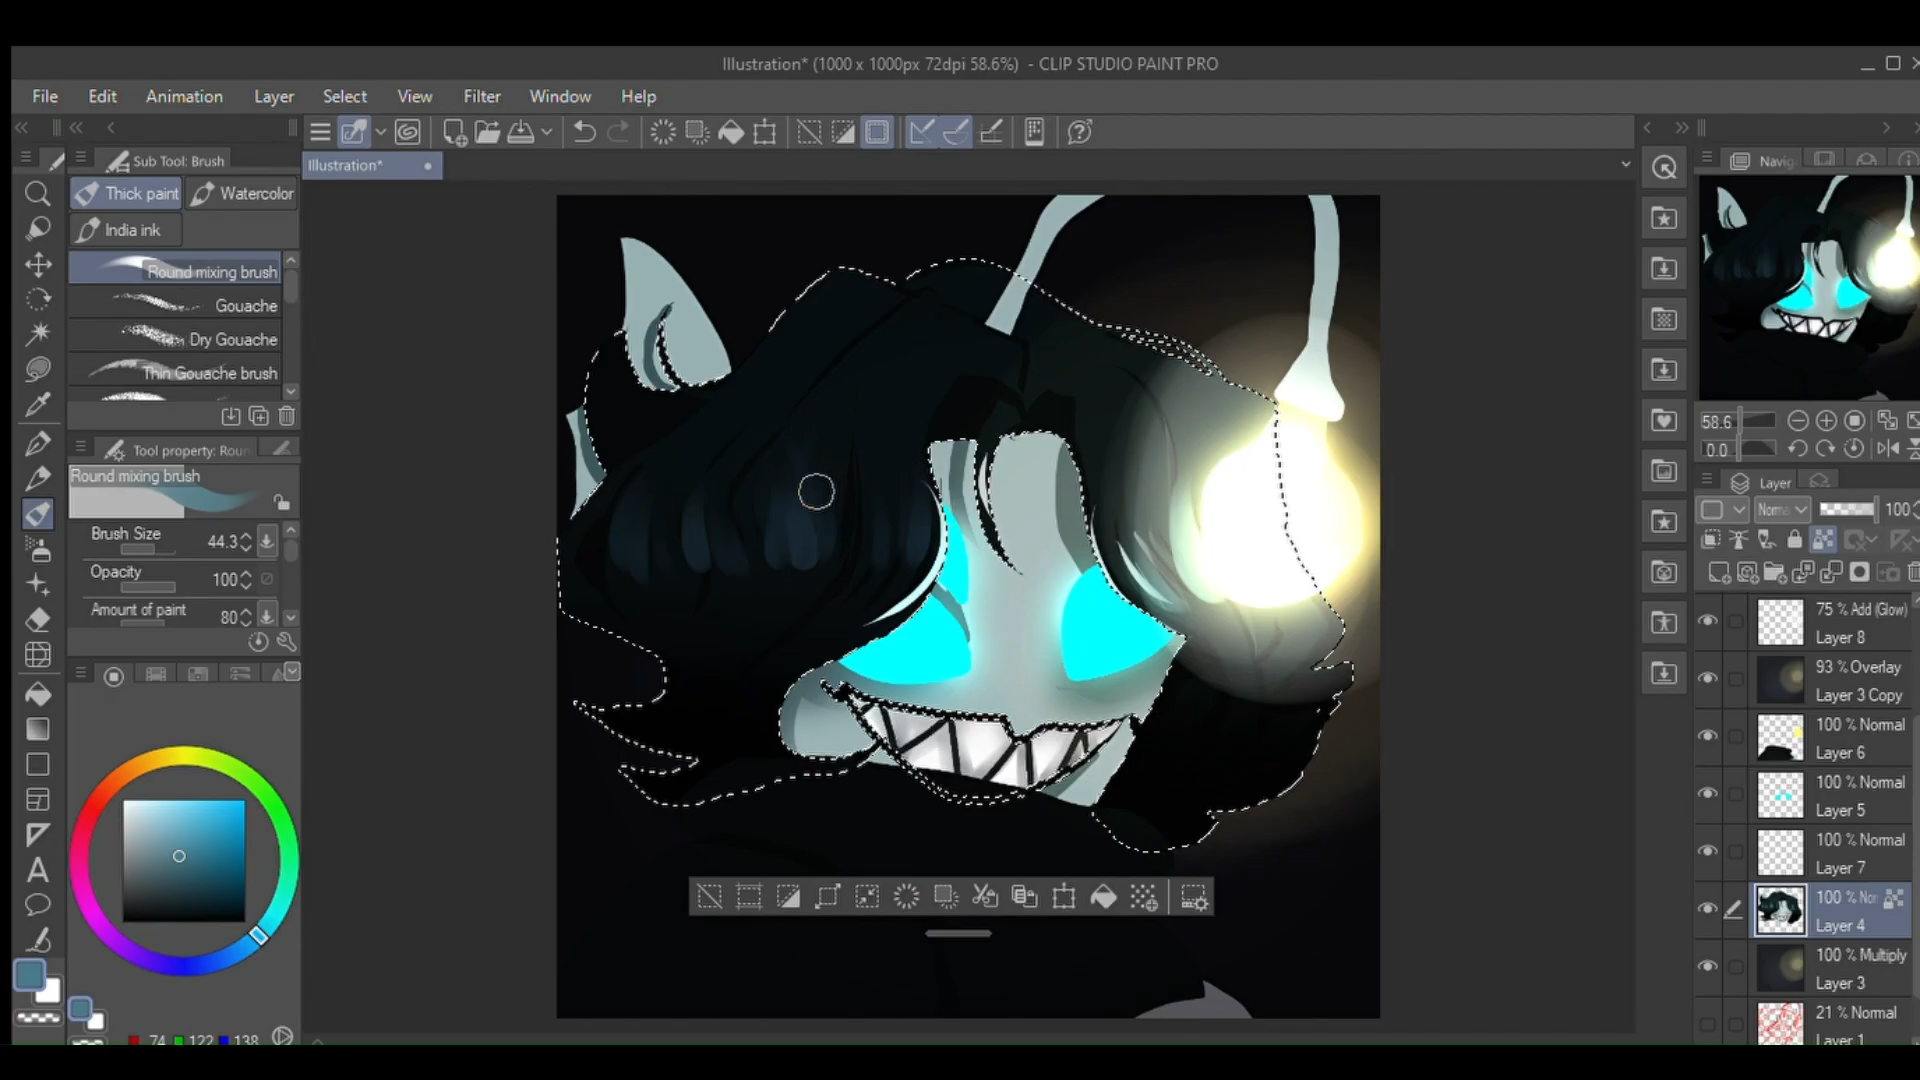 Illustration* (1000 x 1000px 72dpi 58.6%) - CLIP STUDIO PAINT PRO
File Edit Animation Layer Select View Filter Window Help
Sub Tool: Brush
Illustration*
Navig
Thick paint Watercolor
India ink
Round mixing brush
Gouache
Dry Gouache
Thin Gouache brush
Tool property: Roun
Round mixing brush
Brush Size 44.3
Opacity 100
Amount of paint 80
74 122 138
58.6
0.0
Layer
Norma 100
75 % Add (Glow)
Layer 8
93 % Overlay
Layer 3 Copy
100 % Normal
Layer 6
100 % Normal
Layer 5
100 % Normal
Layer 7
100 % Nor
Layer 4
100 % Multiply
Layer 3
21 % Normal
Layer 1